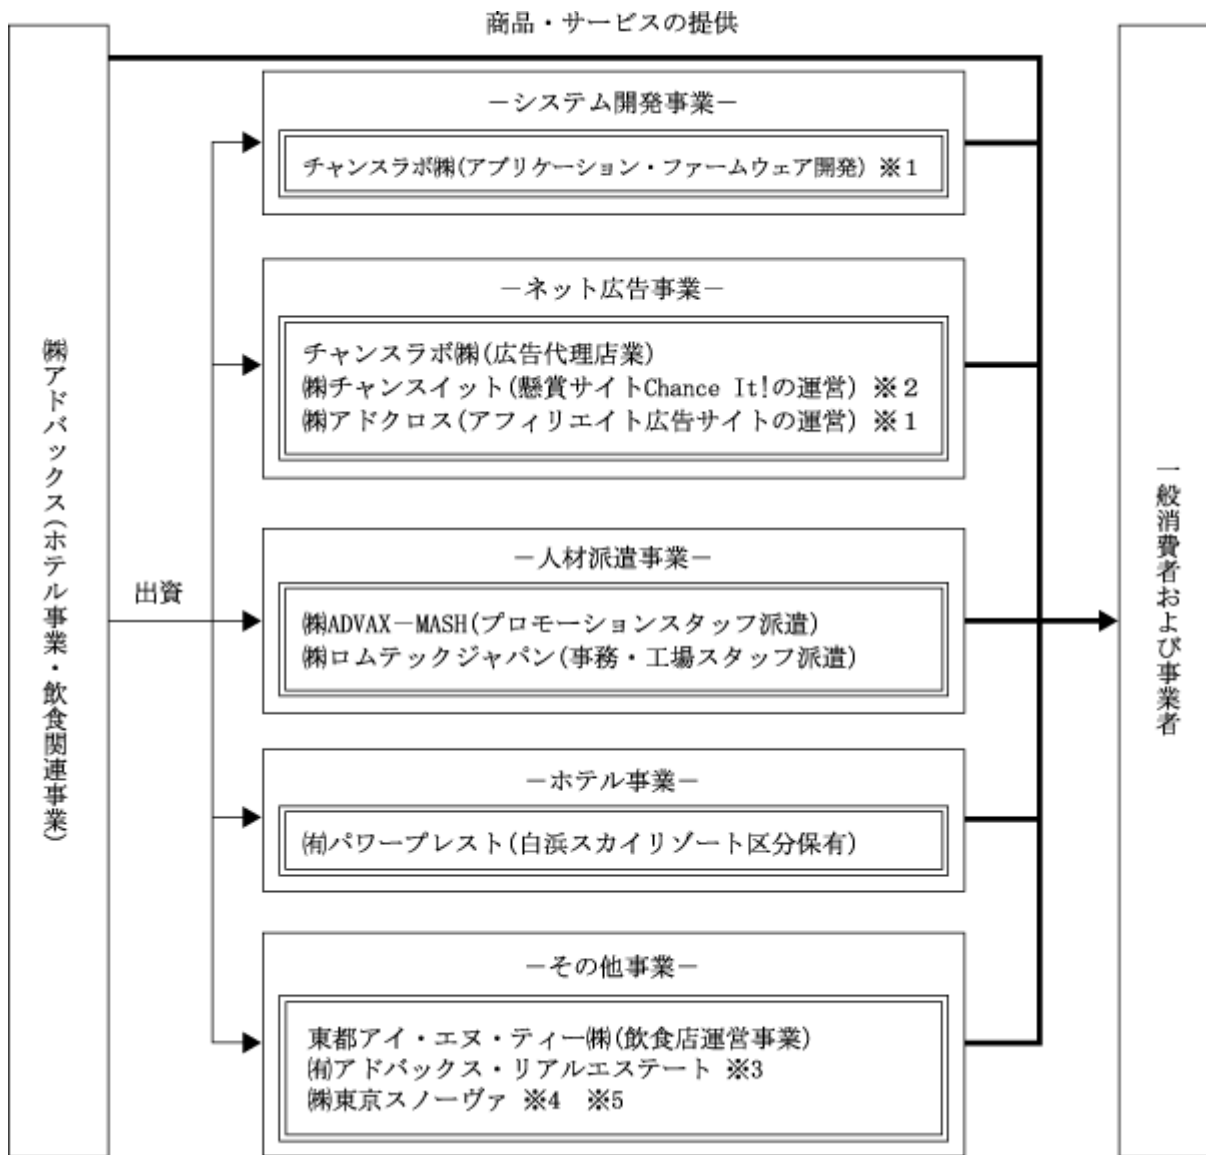 商品・サービスの提供
㈱アドバックス(ホテル事業・飲食関連事業)
出資
－システム開発事業－
チャンスラボ㈱(アプリケーション・ファームウェア開発) ※1
－ネット広告事業－
チャンスラボ㈱(広告代理店業)
㈱チャンスイット(懸賞サイトChance It!の運営) ※2
㈱アドクロス(アフィリエイト広告サイトの運営) ※1
－人材派遣事業－
㈱ADVAX－MASH(プロモーションスタッフ派遣)
㈱ロムテックジャパン(事務・工場スタッフ派遣)
－ホテル事業－
㈲パワープレスト(白浜スカイリゾート区分保有)
－その他事業－
東都アイ・エヌ・ティー㈱(飲食店運営事業)
㈲アドバックス・リアルエステート ※3
㈱東京スノーヴァ ※4 ※5
一般消費者および事業者